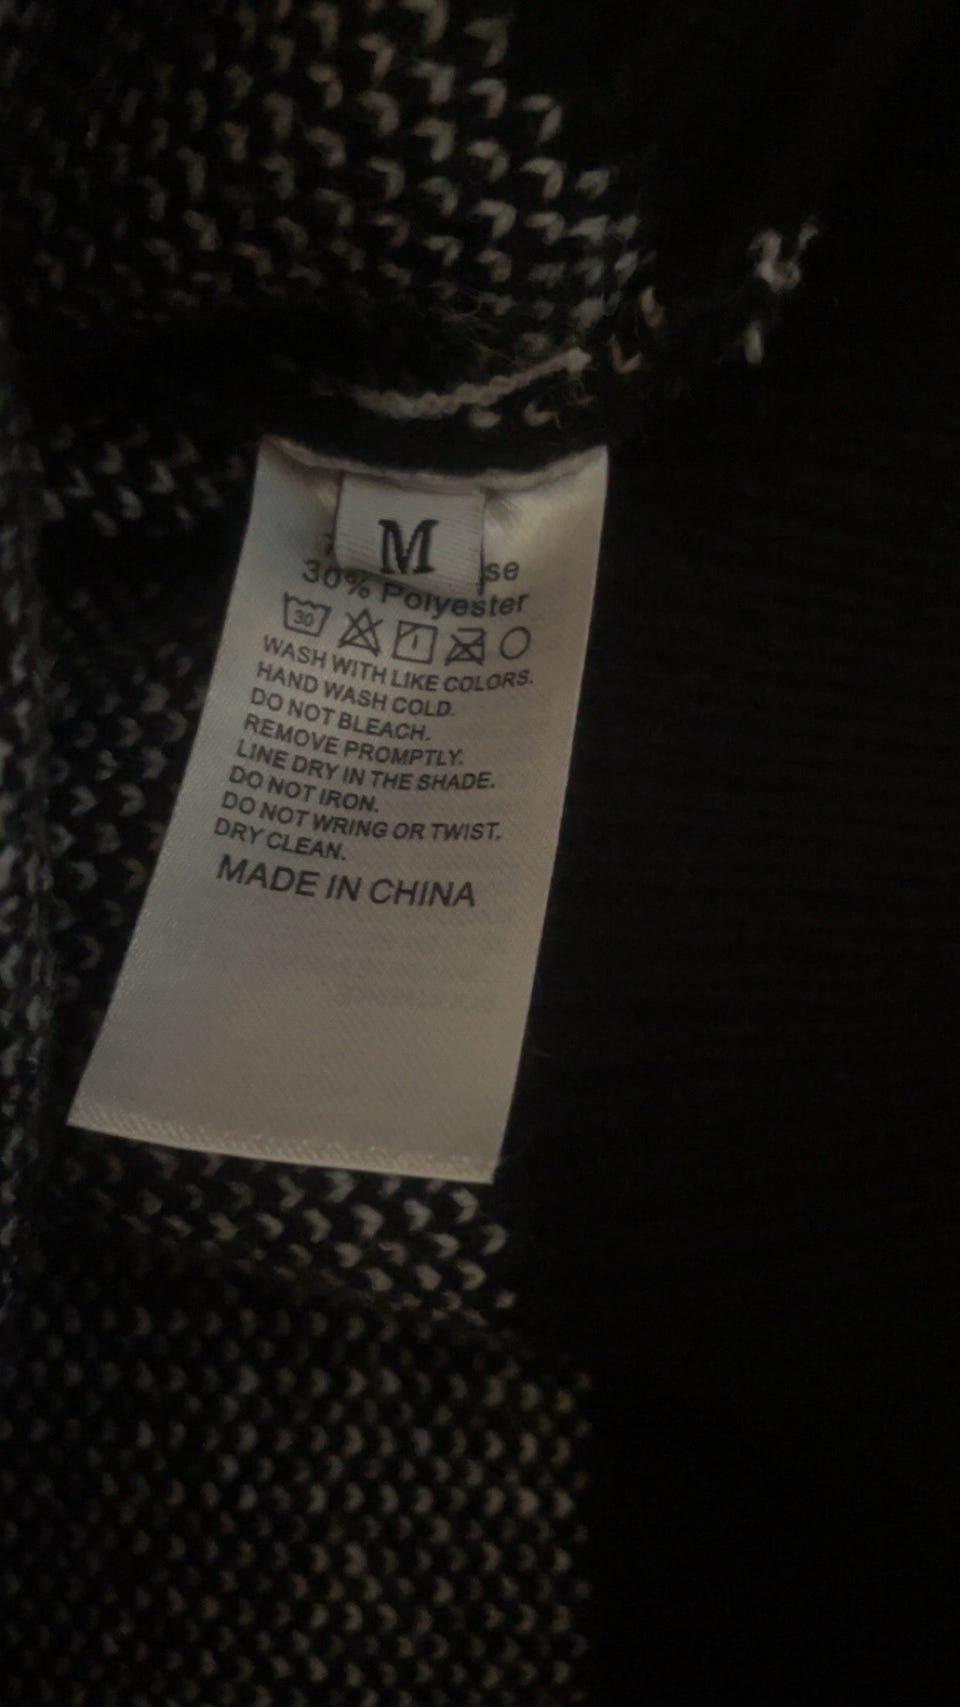 M
se
30% Polyester
30
WASH WITH LIKE COLORS.
HAND WASH COLD.
DO NOT BLEACH.
REMOVE PROMPTLY.
LINE DRY IN THE SHADE.
DO NOT IRON.
DO NOT WRING OR TWIST.
DRY CLEAN.
MADE IN CHINA